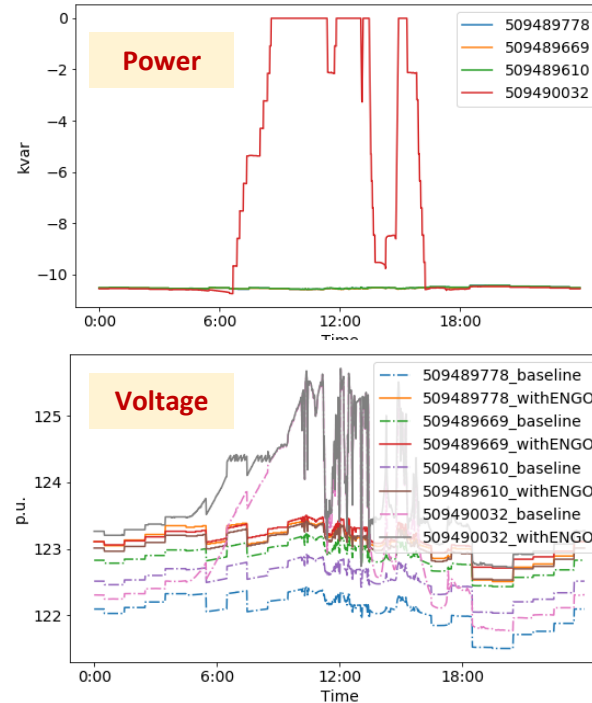 Power
0
−2
−4
−6
−8
−10
kvar
0:00
6:00
12:00
18:00
Time
509489778
509489669
509489610
509490032
Voltage
125
124
123
122
p.u.
0:00
6:00
12:00
18:00
Time
509489778_baseline
509489778_withENGO
509489669_baseline
509489669_withENGO
509489610_baseline
509489610_withENGO
509490032_baseline
509490032_withENGO